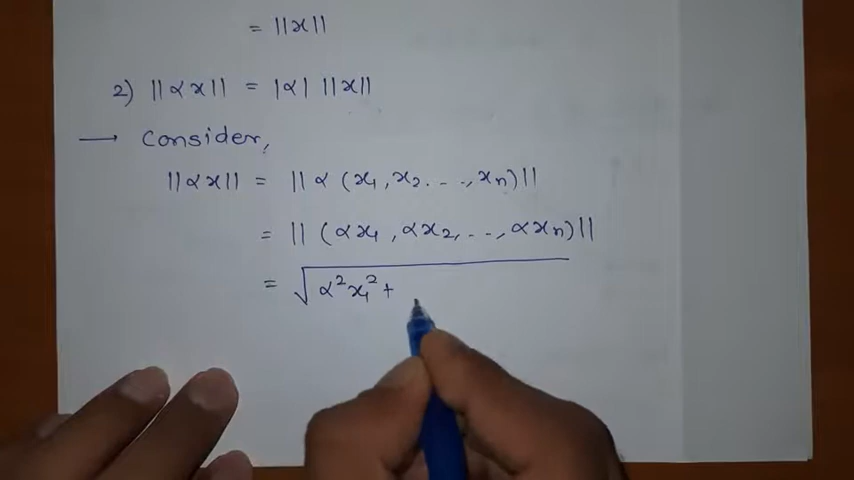 = ||x||
2) ||αx|| = |α| ||x||
→ Consider,
||αx|| = ||α (x₁, x₂. ..., xₙ)||
= || (αx₁, αx₂, ..., αxₙ)||
= √α²x₁² +